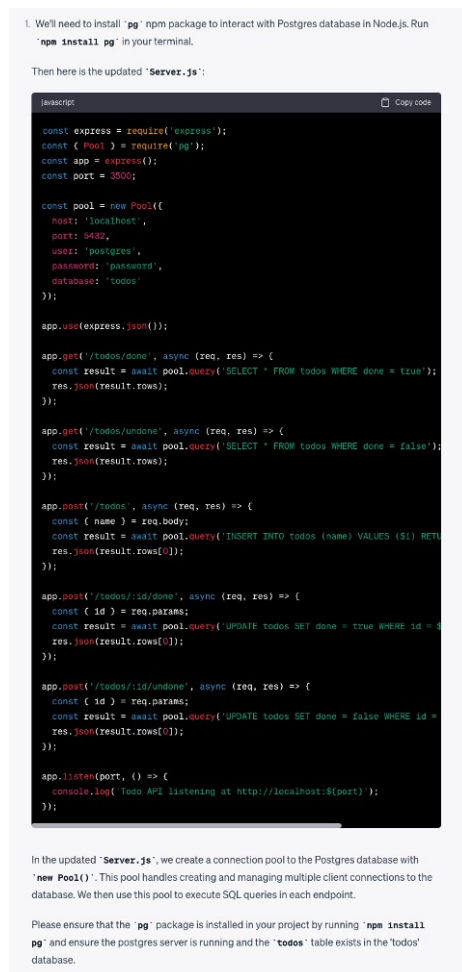 1. We'll need to install `pg` npm package to interact with Postgres database in Node.js. Run
`npm install pg` in your terminal.
Then here is the updated `Server.js`:
javascript
Copy code
const express = require('express');
const { Pool } = require('pg');
const app = express();
const port = 3500;
const pool = new Pool({
host: 'localhost',
port: 5432,
user: 'postgres',
password: 'password',
database: 'todos'
});
app.use(express.json());
app.get('/todos/done', async (req, res) => {
const result = await pool.query('SELECT * FROM todos WHERE done = true');
res.json(result.rows);
});
app.get('/todos/undone', async (req, res) => {
const result = await pool.query('SELECT * FROM todos WHERE done = false');
res.json(result.rows);
});
app.post('/todos', async (req, res) => {
const { name } = req.body;
const result = await pool.query('INSERT INTO todos (name) VALUES ($1) RETU
res.json(result.rows[0]);
});
app.post('/todos/:id/done', async (req, res) => {
const { id } = req.params;
const result = await pool.query('UPDATE todos SET done = true WHERE id = $
res.json(result.rows[0]);
});
app.post('/todos/:id/undone', async (req, res) => {
const { id } = req.params;
const result = await pool.query('UPDATE todos SET done = false WHERE id =
res.json(result.rows[0]);
});
app.listen(port, () => {
console.log(`Todo API listening at http://localhost:${port}`);
});
In the updated `Server.js`, we create a connection pool to the Postgres database with
`new Pool()`. This pool handles creating and managing multiple client connections to the
database. We then use this pool to execute SQL queries in each endpoint.
Please ensure that the `pg` package is installed in your project by running `npm install
pg` and ensure the postgres server is running and the `todos` table exists in the 'todos'
database.